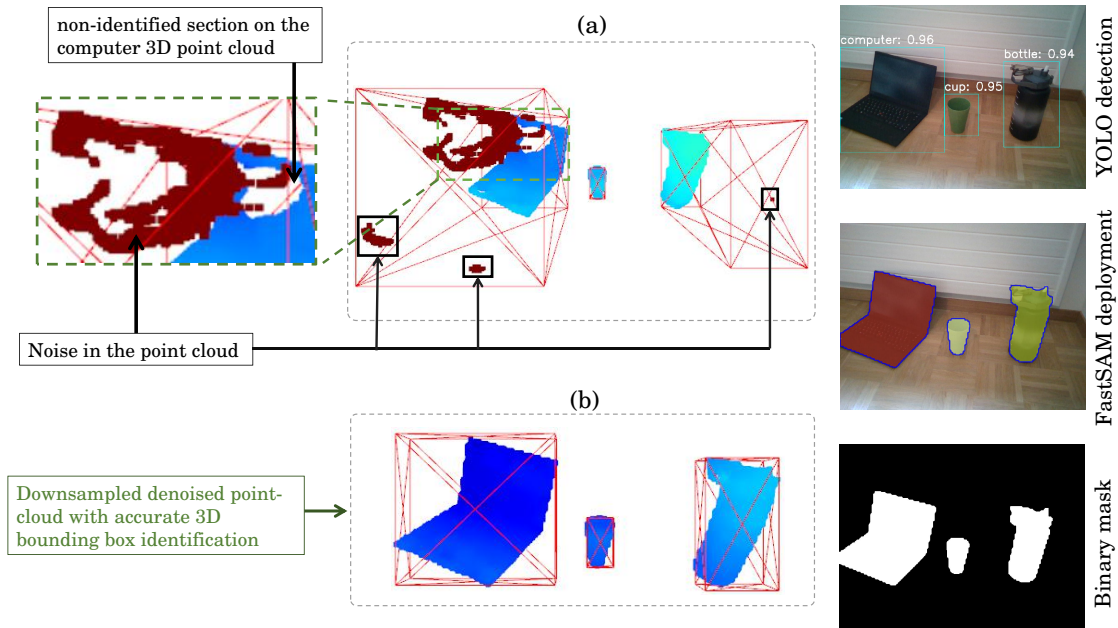 non-identified section on the
computer 3D point cloud
(a)
Noise in the point cloud
(b)
Downsampled denoised point-
cloud with accurate 3D
bounding box identification
computer: 0.96
cup: 0.95
bottle: 0.94
YOLO detection
FastSAM deployment
Binary mask